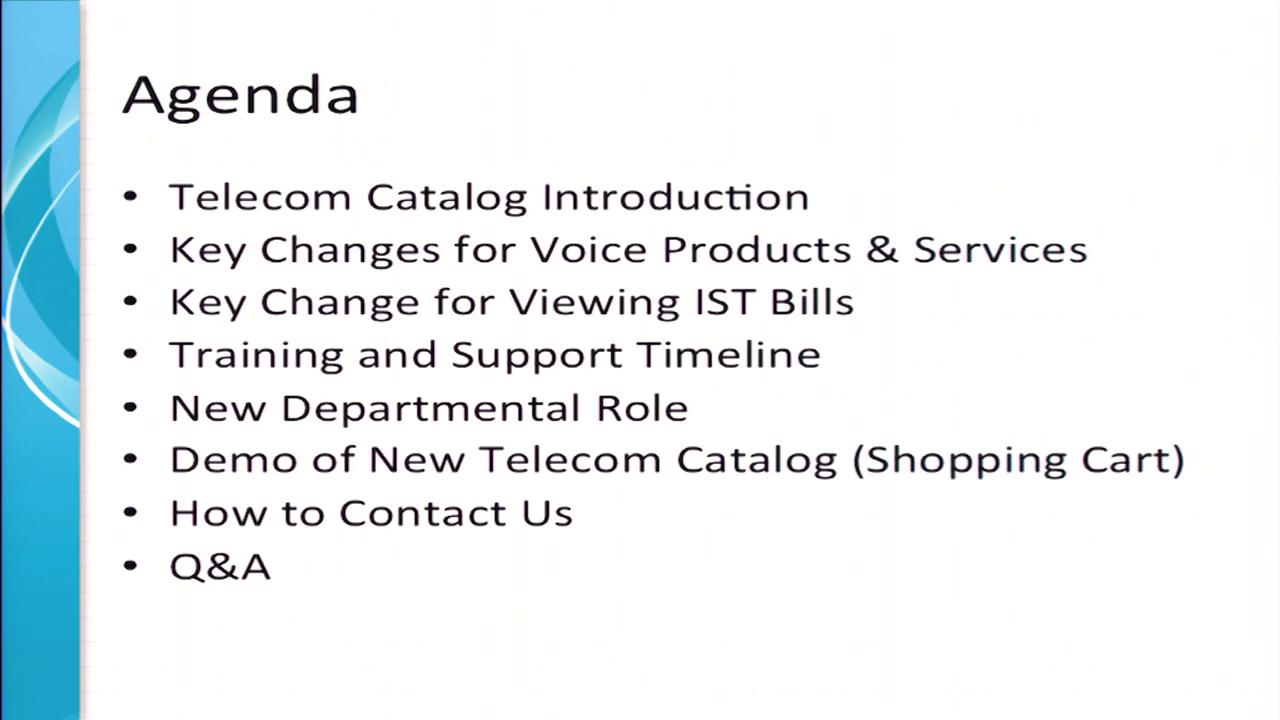 Agenda
• Telecom Catalog Introduction
• Key Changes for Voice Products & Services
• Key Change for Viewing IST Bills
• Training and Support Timeline
• New Departmental Role
• Demo of New Telecom Catalog (Shopping Cart)
• How to Contact Us
• Q&A